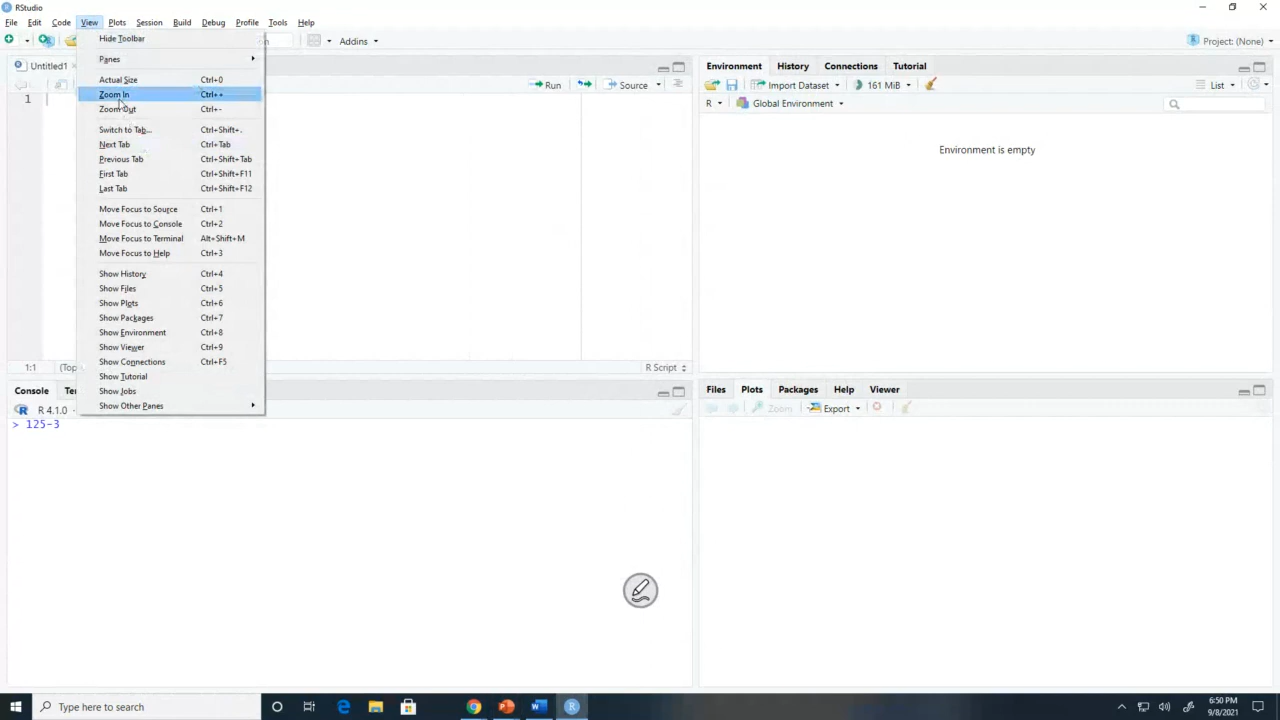 RStudio
File Edit Code View Plots Session Build Debug Profile Tools Help
Addins
Project: (None)
Hide Toolbar
Panes
Actual Size Ctrl+0
Zoom In Ctrl++
Zoom Out Ctrl+-
Switch to Tab... Ctrl+Shift+.
Next Tab Ctrl+Tab
Previous Tab Ctrl+Shift+Tab
First Tab Ctrl+Shift+F11
Last Tab Ctrl+Shift+F12
Move Focus to Source Ctrl+1
Move Focus to Console Ctrl+2
Move Focus to Terminal Alt+Shift+M
Move Focus to Help Ctrl+3
Show History Ctrl+4
Show Files Ctrl+5
Show Plots Ctrl+6
Show Packages Ctrl+7
Show Environment Ctrl+8
Show Viewer Ctrl+9
Show Connections Ctrl+F5
Show Tutorial
Show Jobs
Show Other Panes
Untitled1
Run Source
1
1:1 R Script
Console
R 4.1.0
> 125-3
Environment History Connections Tutorial
Import Dataset 161 MiB List
R Global Environment
Environment is empty
Files Plots Packages Help Viewer
Zoom Export
Type here to search
6:50 PM
9/8/2021